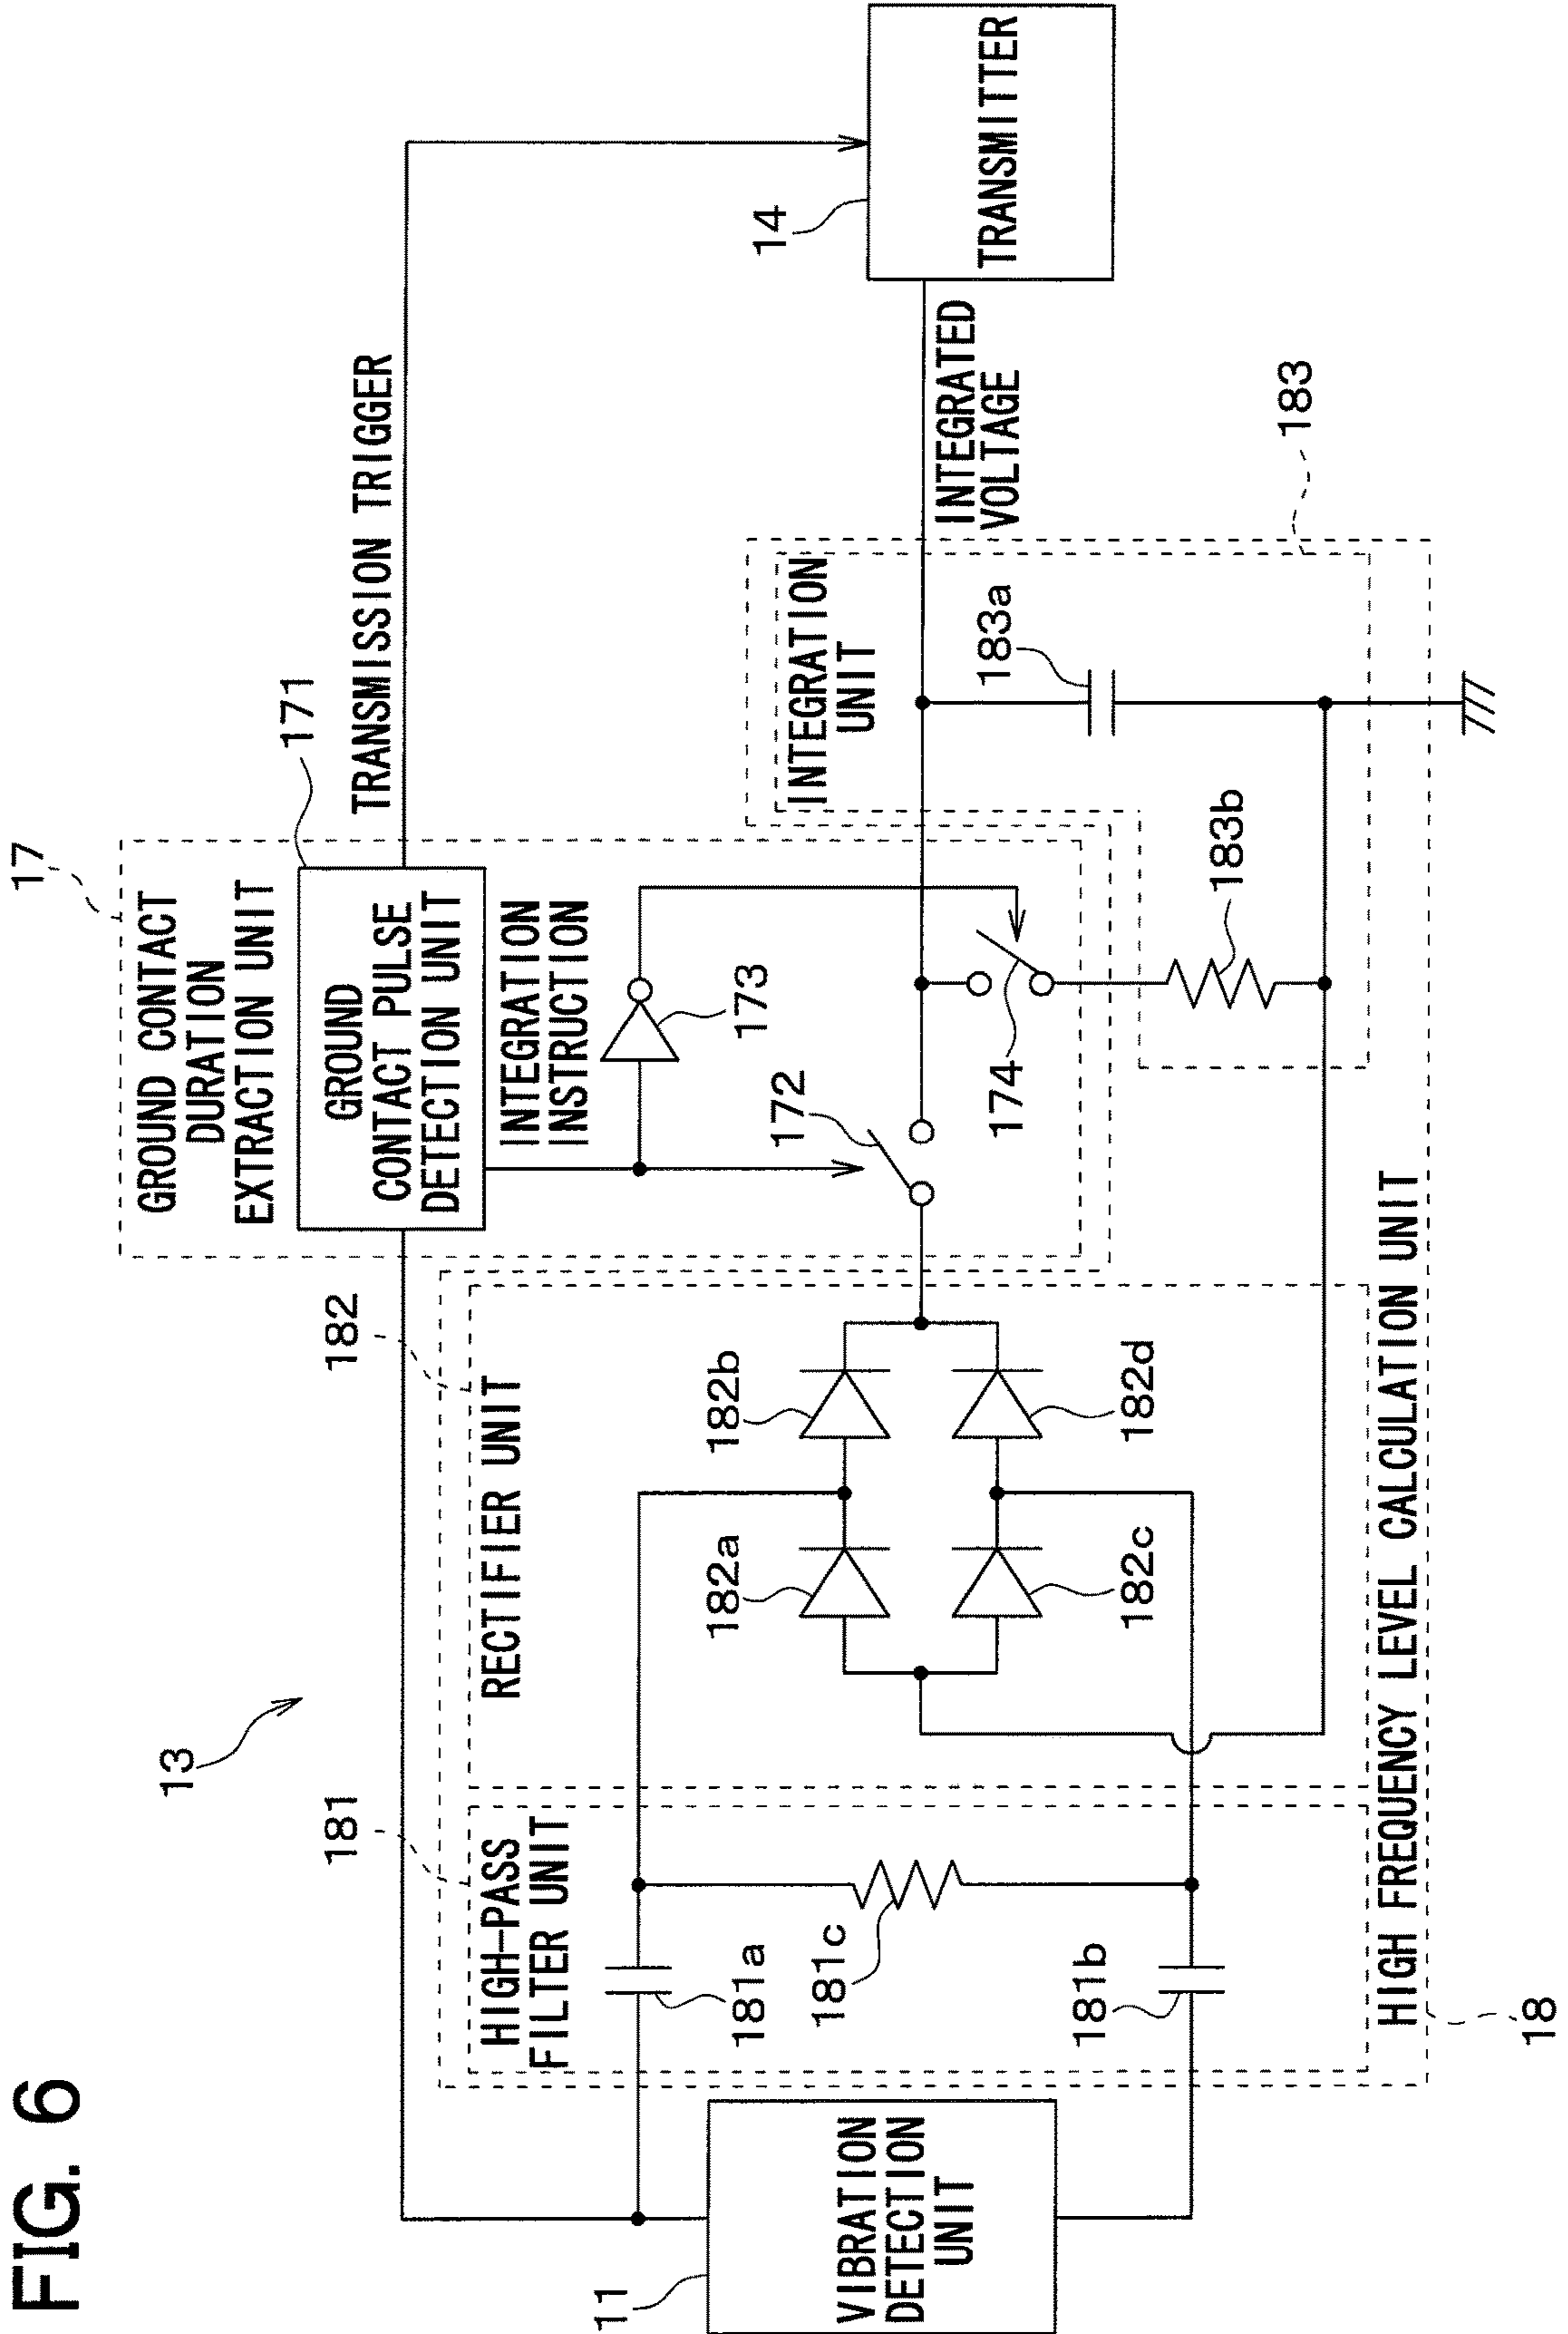 FIG. 6
13
17
GROUND CONTACT
DURATION
EXTRACTION UNIT
171
GROUND
CONTACT PULSE
DETECTION UNIT
TRANSMISSION TRIGGER
INTEGRATION
INSTRUCTION
173
172
174
181
HIGH-PASS
FILTER UNIT
181a
181c
181b
182
RECTIFIER UNIT
182a
182b
182c
182d
11
VIBRATION
DETECTION
UNIT
INTEGRATION
UNIT
183a
183b
183
INTEGRATED
VOLTAGE
14
TRANSMITTER
HIGH FREQUENCY LEVEL CALCULATION UNIT
18